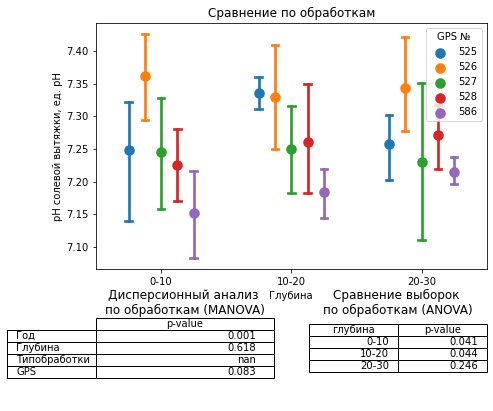 Сравнение по обработкам
GPS №
525
526
527
528
586
pH солевой вытяжки, ед. pH
7.40
7.35
7.30
7.25
7.20
7.15
7.10
0-10
10-20
20-30
Глубина
Дисперсионный анализ
по обработкам (MANOVA)
p-value
Год 0.001
Глубина 0.618
Типобработки nan
GPS 0.083
Сравнение выборок
по обработкам (ANOVA)
глубина p-value
0-10 0.041
10-20 0.044
20-30 0.246